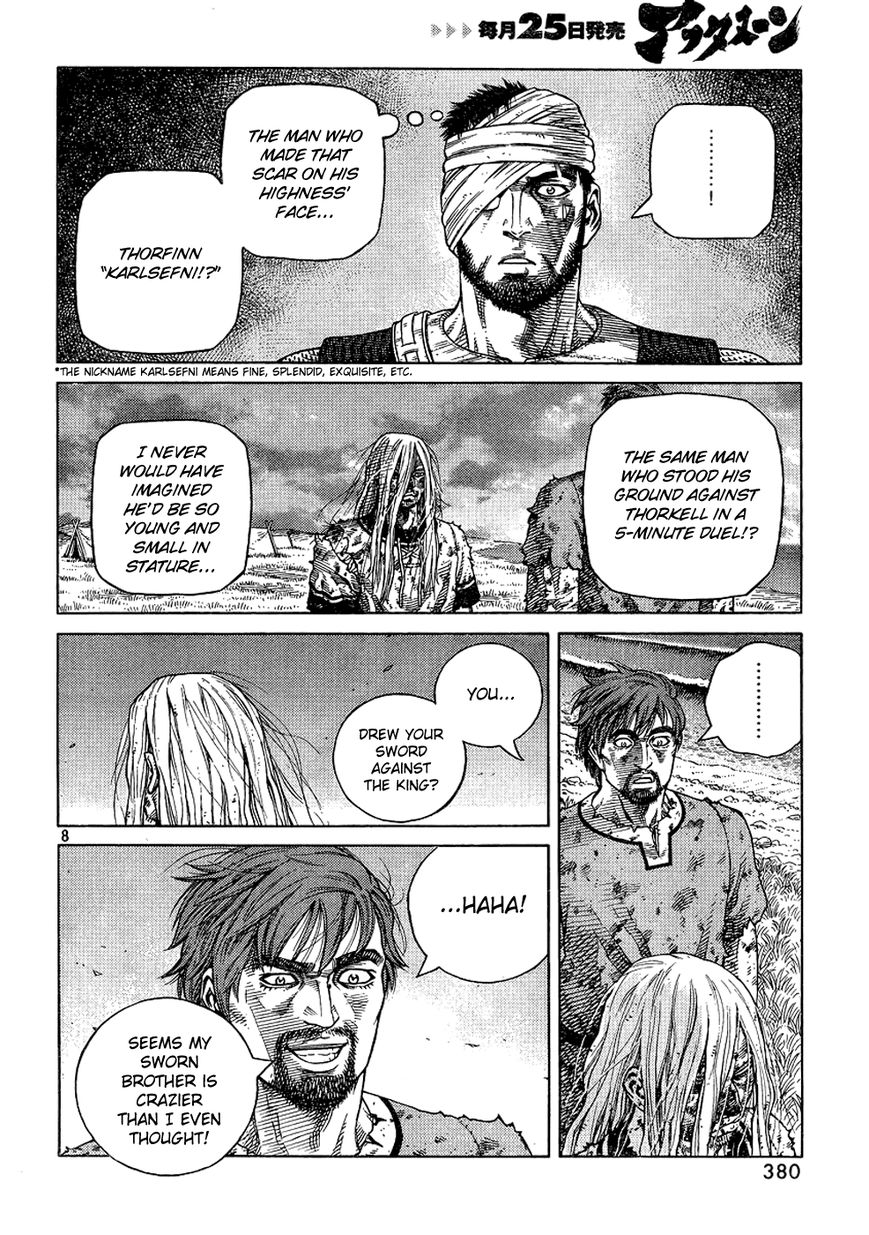 毎月25日発売 アフタヌーン
.........!
THE MAN WHO
MADE THAT
SCAR ON HIS
HIGHNESS'
FACE...
THORFINN
"KARLSEFNI!?"
*THE NICKNAME KARLSEFNI MEANS FINE, SPLENDID, EXQUISITE, ETC.
THE SAME MAN
WHO STOOD HIS
GROUND AGAINST
THORKELL IN A
5-MINUTE DUEL!?
I NEVER
WOULD HAVE
IMAGINED
HE'D BE SO
YOUNG AND
SMALL IN
STATURE...
..........
YOU...
DREW YOUR
SWORD
AGAINST
THE KING?
8
...HAHA!
SEEMS MY
SWORN
BROTHER IS
CRAZIER
THAN I EVEN
THOUGHT!
380